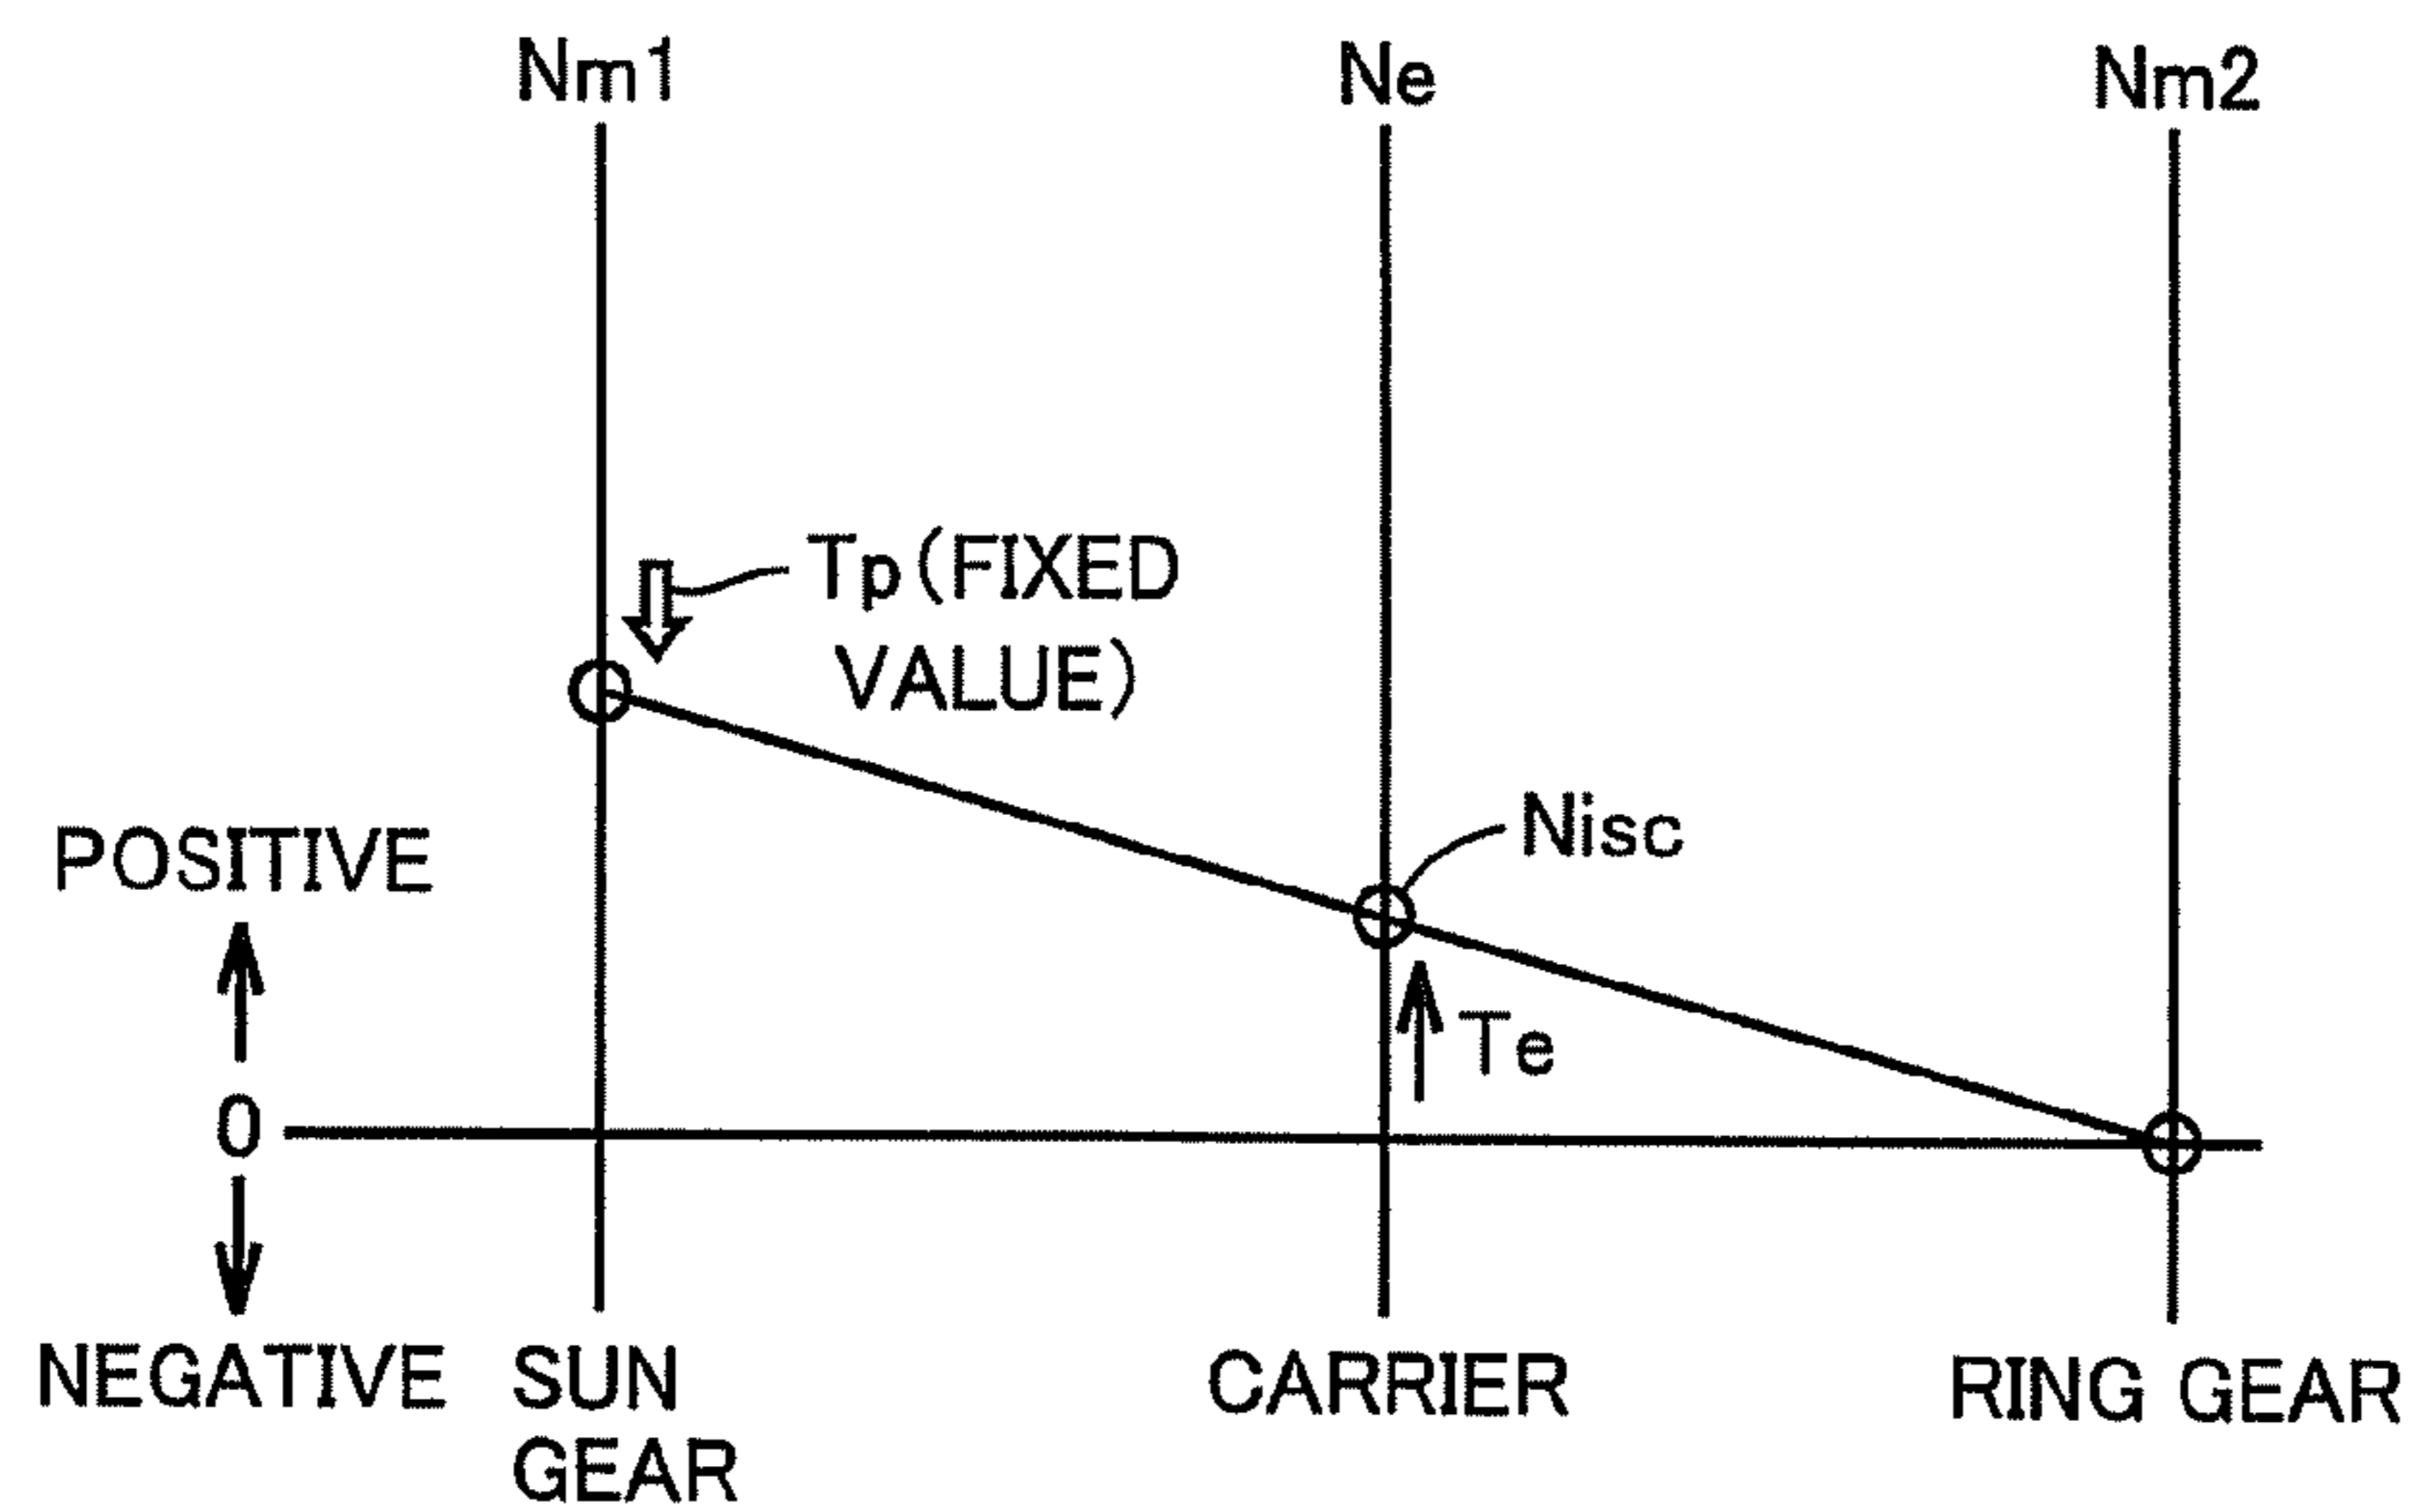 Nm1 Ne Nm2
Tp(FIXED
VALUE)
Nisc
POSITIVE
Te
0
NEGATIVE SUN CARRIER RING GEAR
GEAR